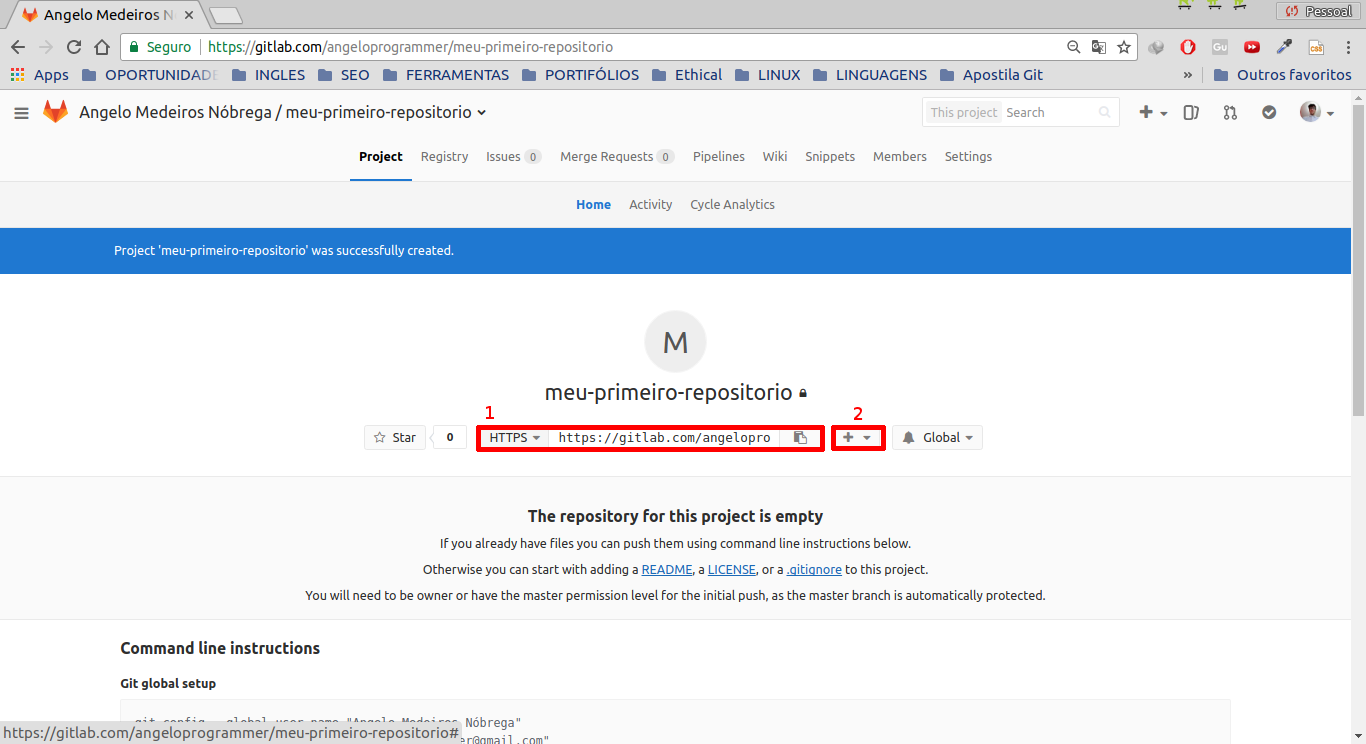 Angelo Medeiros N
Pessoal
Seguro https://gitlab.com/angeloprogrammer/meu-primeiro-repositorio
Apps OPORTUNIDADE INGLES SEO FERRAMENTAS PORTIFÓLIOS Ethical LINUX LINGUAGENS Apostila Git » Outros favoritos
Angelo Medeiros Nóbrega / meu-primeiro-repositorio
This project Search
Project Registry Issues 0 Merge Requests 0 Pipelines Wiki Snippets Members Settings
Home Activity Cycle Analytics
Project 'meu-primeiro-repositorio' was successfully created.
M
meu-primeiro-repositorio
1 2
Star 0 HTTPS https://gitlab.com/angelopro Global
The repository for this project is empty
If you already have files you can push them using command line instructions below.
Otherwise you can start with adding a README, a LICENSE, or a .gitignore to this project.
You will need to be owner or have the master permission level for the initial push, as the master branch is automatically protected.
Command line instructions
Git global setup
git config --global user.name "Angelo Medeiros Nóbrega"
er@gmail.com"
https://gitlab.com/angeloprogrammer/meu-primeiro-repositorio#